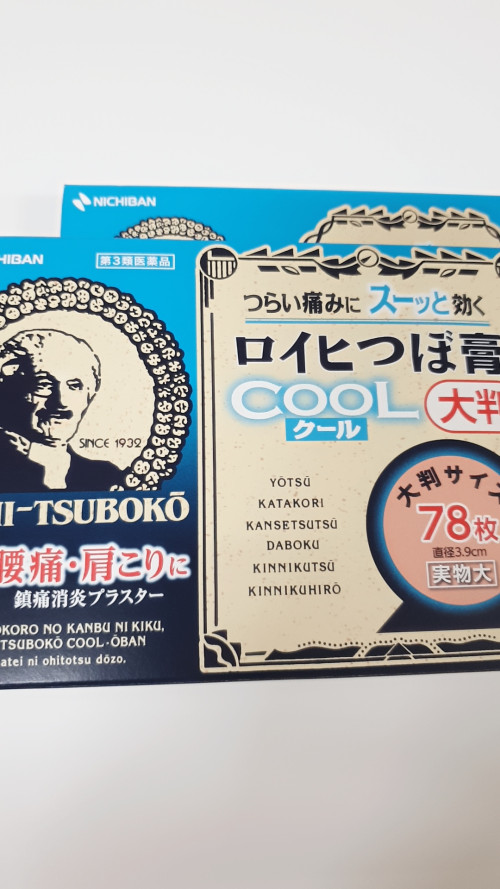 NICHIBAN
HIBAN
第3類医薬品
SINCE 1932
HI-TSUBOKŌ
腰痛・肩こりに
鎮痛消炎プラスター
OKORO NO KANBU NI KIKU,
TSUBOKŌ COOL-ŌBAN
atei ni ohitotsu dōzo.
つらい痛みにスーッと効く
ロイヒつぼ膏
COOL 大判
クール
YŌTSŪ
KATAKORI
KANSETSUTSŪ
DABOKU
KINNIKUTSŪ
KINNIKUHIRŌ
大判サイズ
78枚
直径3.9cm
実物大